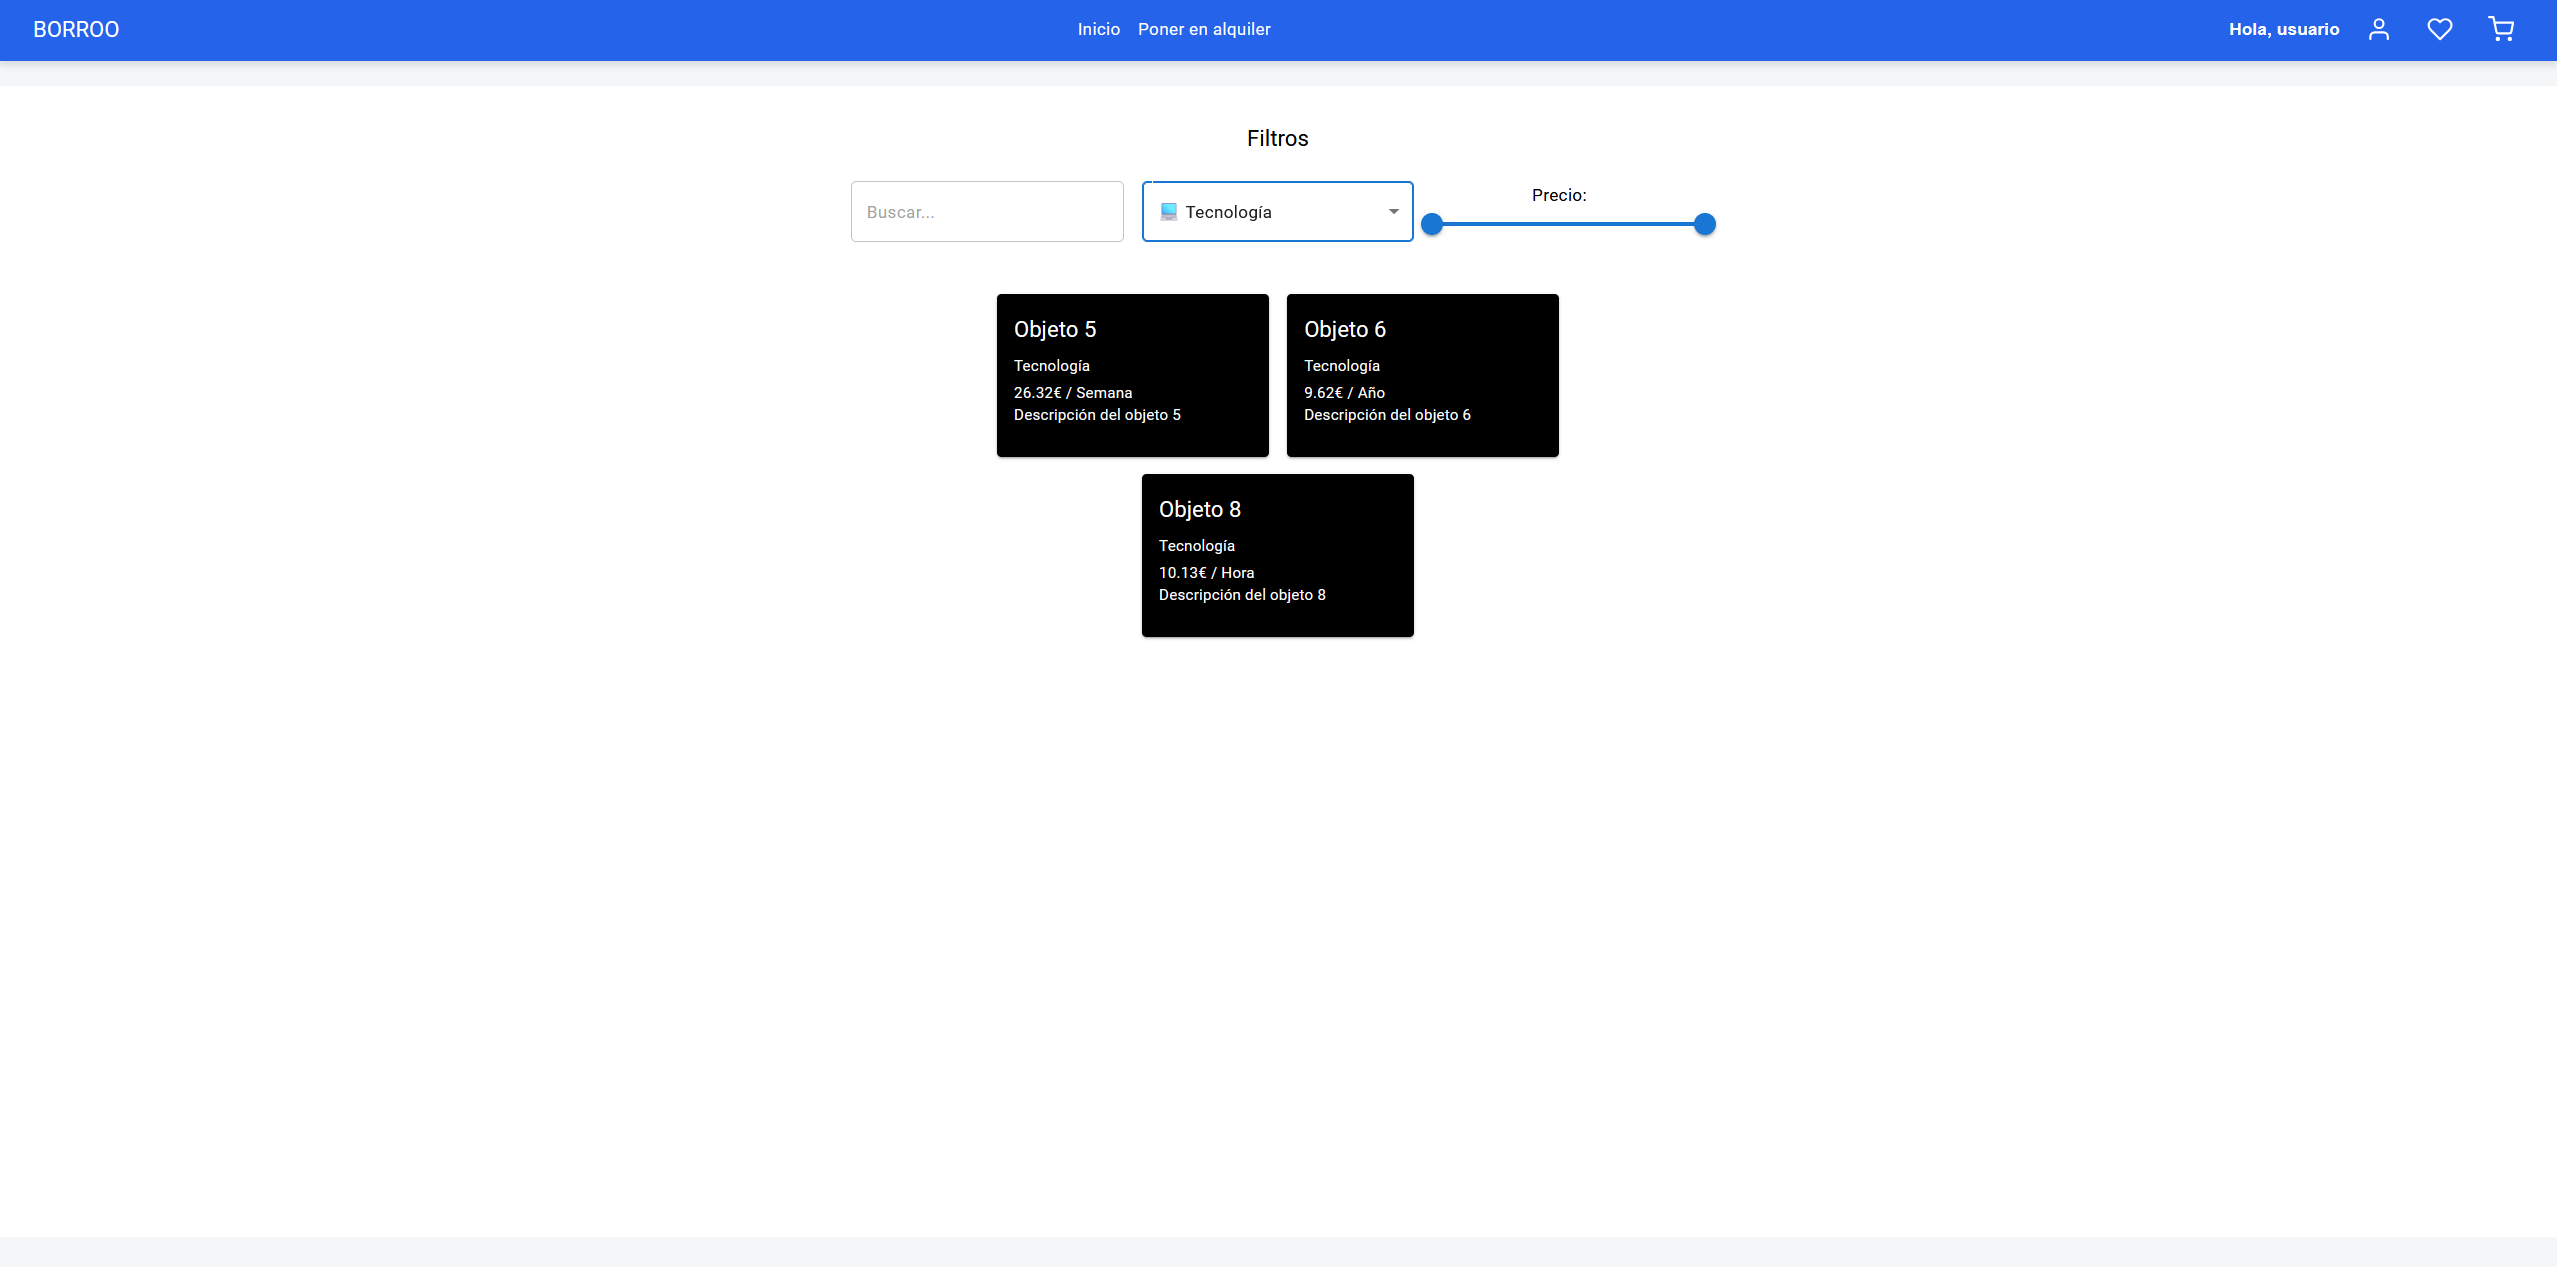 BORROO
Inicio Poner en alquiler
Hola, usuario
Filtros
Buscar...
Tecnología
Precio:
Objeto 5
Tecnología
26.32€ / Semana
Descripción del objeto 5
Objeto 6
Tecnología
9.62€ / Año
Descripción del objeto 6
Objeto 8
Tecnología
10.13€ / Hora
Descripción del objeto 8